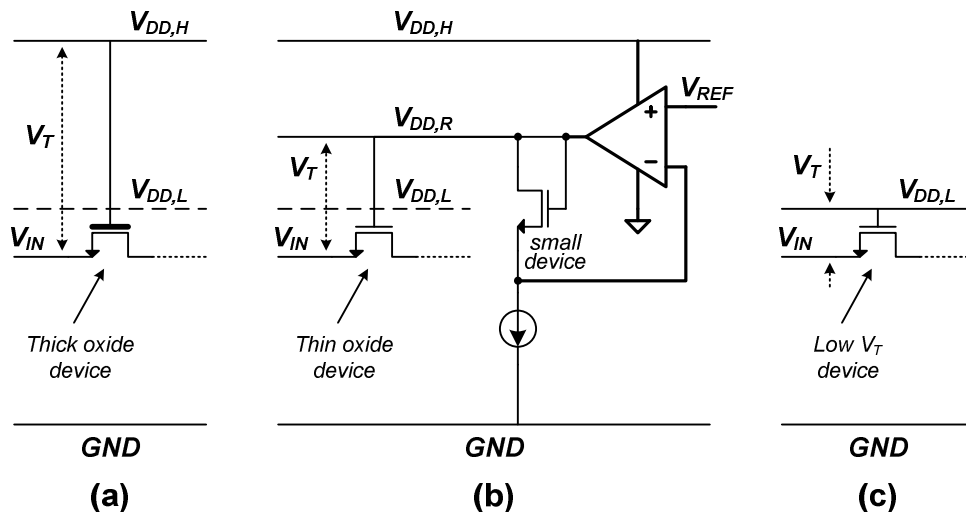 V_DD,H
V_T
V_DD,L
V_IN
Thick oxide
device
GND
(a)
V_DD,H
V_REF
+
−
V_DD,R
V_T
V_DD,L
V_IN
small
device
Thin oxide
device
GND
(b)
V_T
V_DD,L
V_IN
Low V_T
device
GND
(c)